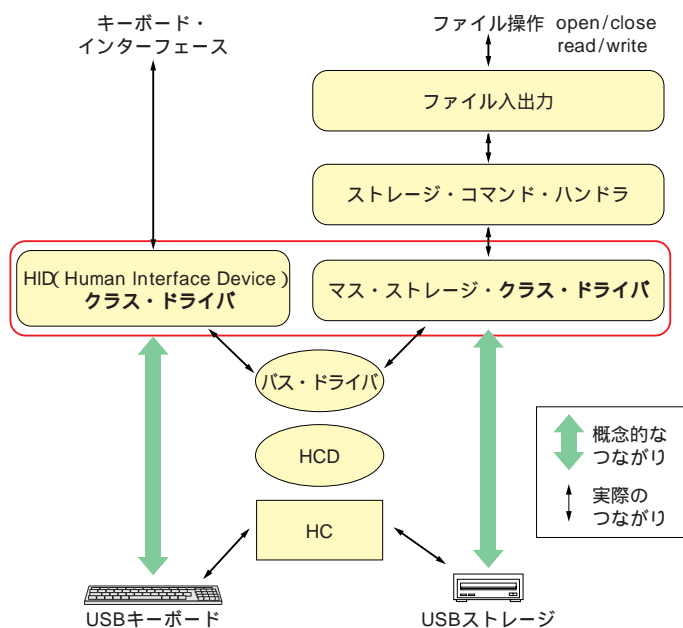 キーボード・
インターフェース
ファイル操作 open/close
read/write
ファイル入出力
ストレージ・コマンド・ハンドラ
HID(Human Interface Device)
クラス・ドライバ
マス・ストレージ・クラス・ドライバ
バス・ドライバ
HCD
HC
概念的な
つながり
実際の
つながり
USBキーボード
USBストレージ